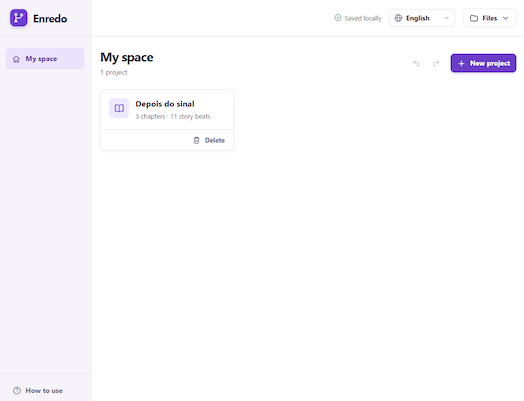 Enredo
Saved locally
English
Files
My space
My space
1 project
New project
Depois do sinal
3 chapters · 11 story beats
Delete
How to use